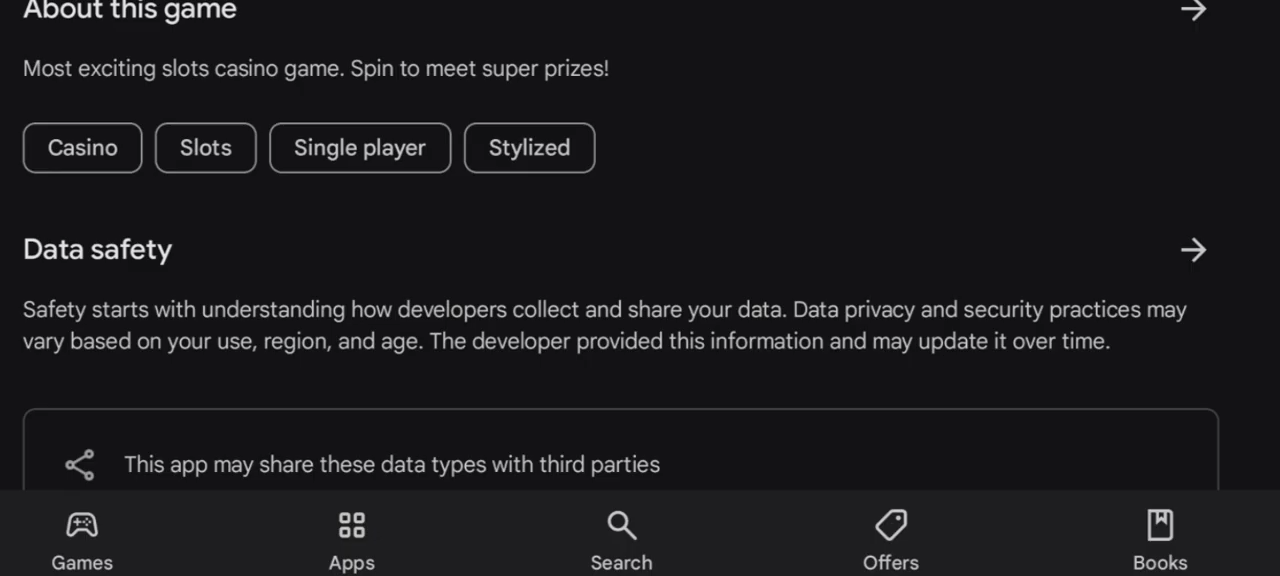 About this game
Most exciting slots casino game. Spin to meet super prizes!
Casino
Slots
Single player
Stylized
Data safety
Safety starts with understanding how developers collect and share your data. Data privacy and security practices may
vary based on your use, region, and age. The developer provided this information and may update it over time.
This app may share these data types with third parties
Games
Apps
Search
Offers
Books